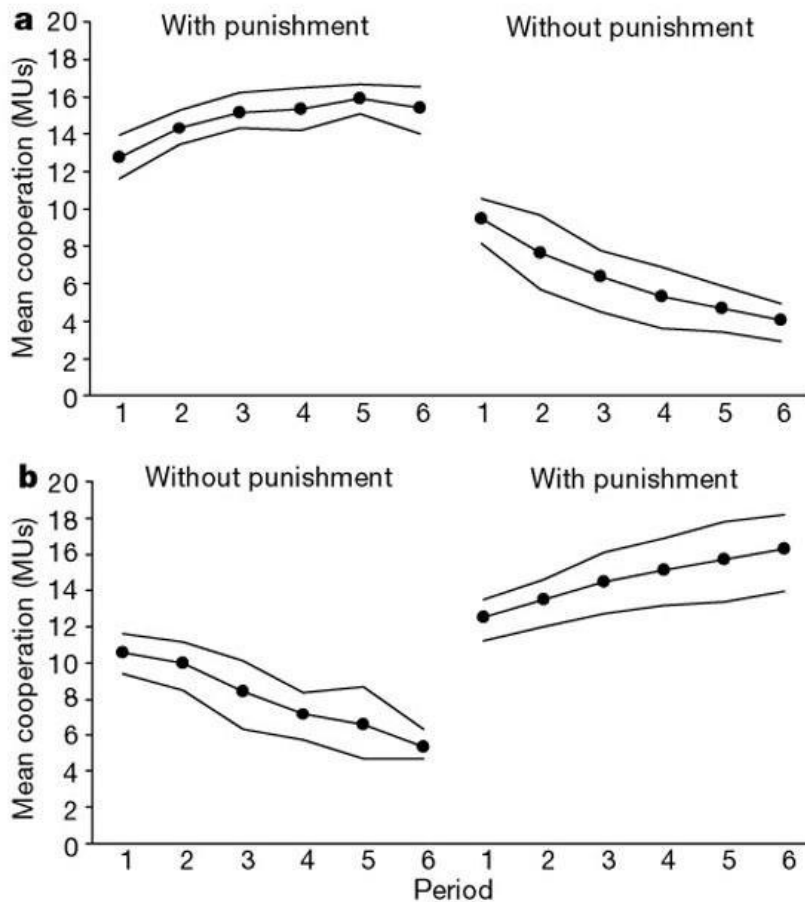 a
With punishment Without punishment
Mean cooperation (MUs)
20
18
16
14
12
10
8
6
4
2
0
1 2 3 4 5 6 1 2 3 4 5 6
b
Without punishment With punishment
Mean cooperation (MUs)
20
18
16
14
12
10
8
6
4
2
0
1 2 3 4 5 6 1 2 3 4 5 6
Period